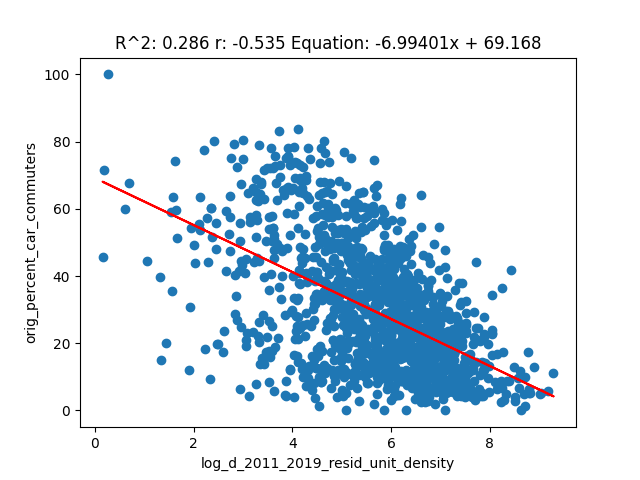 R^2: 0.286 r: -0.535 Equation: -6.99401x + 69.168
100
80
60
40
20
0
orig_percent_car_commuters
0 2 4 6 8
log_d_2011_2019_resid_unit_density